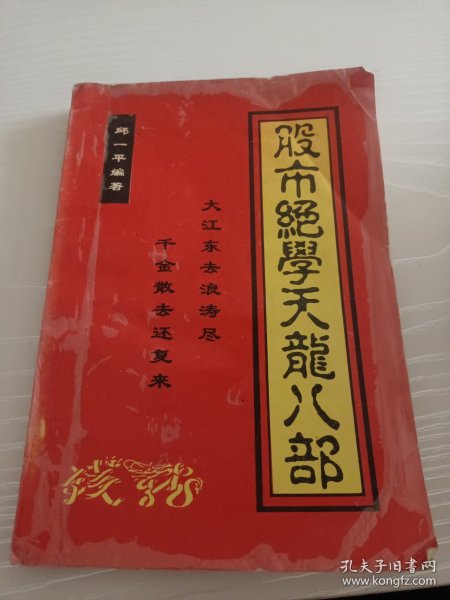 股市絕學天龍八部
大江东去浪涛尽
千金散去还复来
邱一平編著
孔夫子旧书网
www.kongfz.com